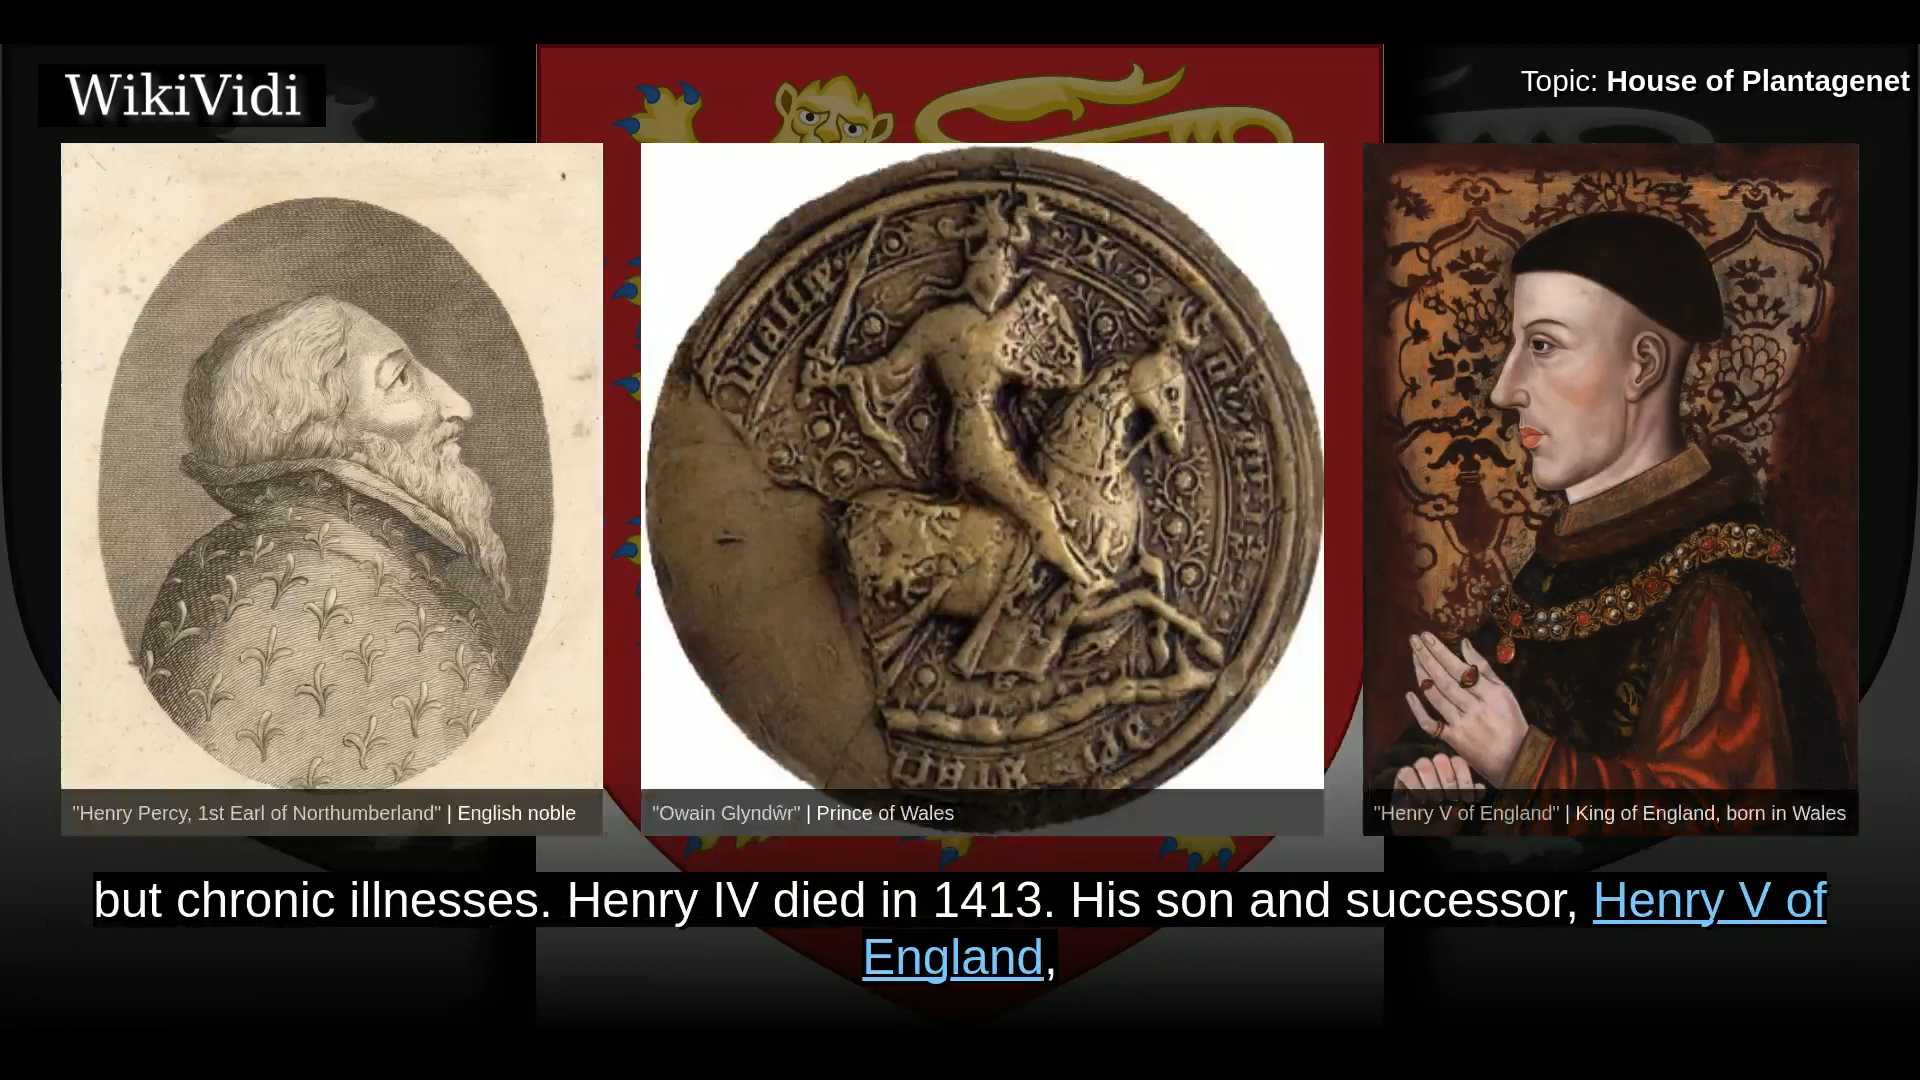 WikiVidi
Topic: House of Plantagenet
"Henry Percy, 1st Earl of Northumberland" | English noble
"Owain Glyndŵr" | Prince of Wales
"Henry V of England" | King of England, born in Wales
but chronic illnesses. Henry IV died in 1413. His son and successor, Henry V of
England,